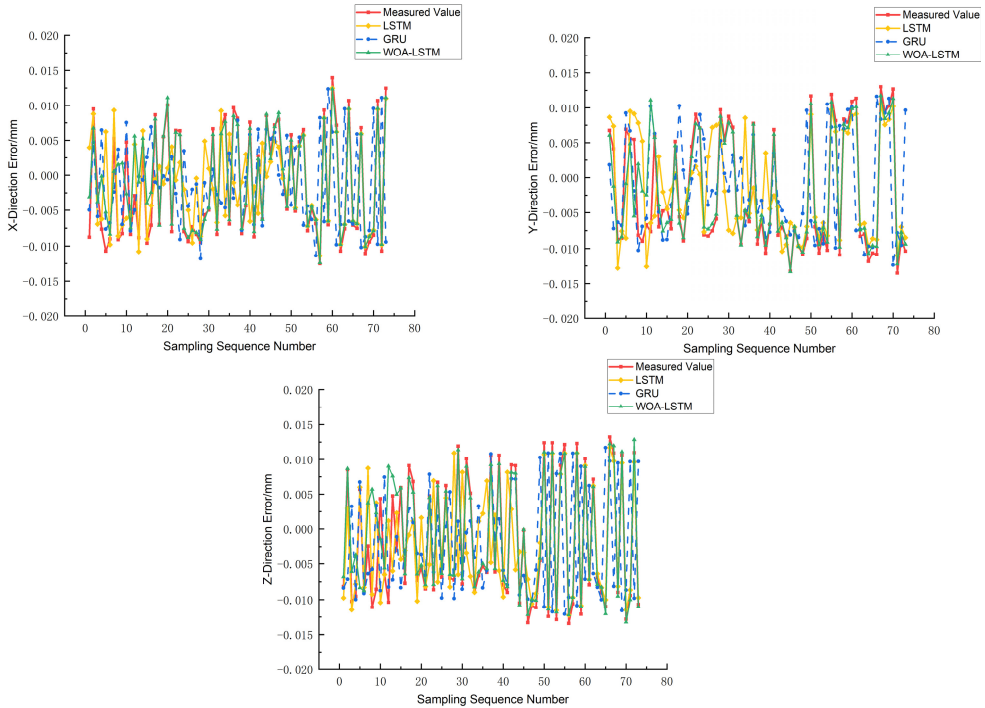 Measured Value
LSTM
GRU
WOA-LSTM
0.020
0.015
0.010
0.005
0.000
−0.005
−0.010
−0.015
−0.020
X-Direction Error/mm
0 10 20 30 40 50 60 70 80
Sampling Sequence Number
Measured Value
LSTM
GRU
WOA-LSTM
0.020
0.015
0.010
0.005
0.000
−0.005
−0.010
−0.015
−0.020
Y-Direction Error/mm
0 10 20 30 40 50 60 70 80
Sampling Sequence Number
Measured Value
LSTM
GRU
WOA-LSTM
0.020
0.015
0.010
0.005
0.000
−0.005
−0.010
−0.015
−0.020
Z-Direction Error/mm
0 10 20 30 40 50 60 70 80
Sampling Sequence Number